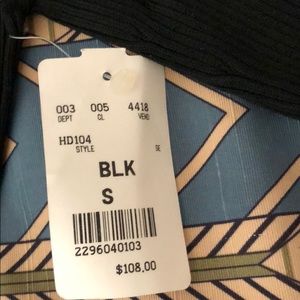 003 005 4418
DEPT CL VEND
HD104
STYLE SE
BLK
S
2296040103
$108.00